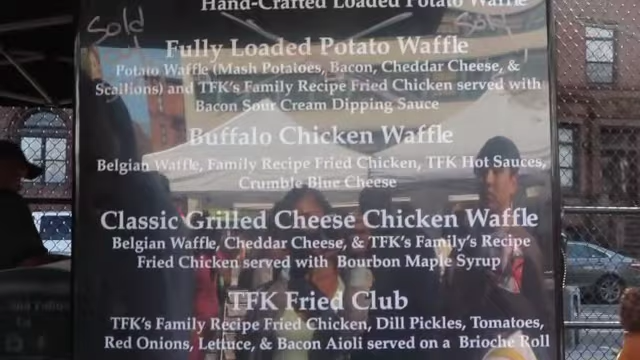 Hand-Crafted Loaded Potato Waffle
Sold Sold
Fully Loaded Potato Waffle
Potato Waffle (Mash Potatoes, Bacon, Cheddar Cheese, &
Scallions) and TFK's Family Recipe Fried Chicken served with
Bacon Sour Cream Dipping Sauce
Buffalo Chicken Waffle
Belgian Waffle, Family Recipe Fried Chicken, TFK Hot Sauces,
Crumble Blue Cheese
Classic Grilled Cheese Chicken Waffle
Belgian Waffle, Cheddar Cheese, & TFK's Family's Recipe
Fried Chicken served with Bourbon Maple Syrup
TFK Fried Club
TFK's Family Recipe Fried Chicken, Dill Pickles, Tomatoes,
Red Onions, Lettuce, & Bacon Aioli served on a Brioche Roll